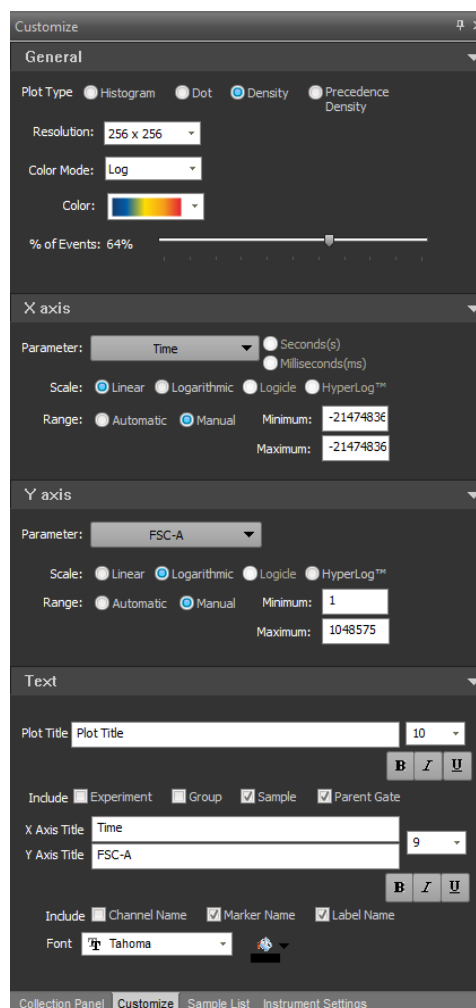 Customize
General
Plot Type Histogram Dot Density Precedence
Density
Resolution: 256 x 256
Color Mode: Log
Color:
% of Events: 64%
X axis
Parameter: Time Seconds(s)
Milliseconds(ms)
Scale: Linear Logarithmic Logicle HyperLog™
Range: Automatic Manual Minimum: -21474836
Maximum: -21474836
Y axis
Parameter: FSC-A
Scale: Linear Logarithmic Logicle HyperLog™
Range: Automatic Manual Minimum: 1
Maximum: 1048575
Text
Plot Title Plot Title 10
B I U
Include Experiment Group Sample Parent Gate
X Axis Title Time
9
Y Axis Title FSC-A
B I U
Include Channel Name Marker Name Label Name
Font Tahoma
Collection Panel Customize Sample List Instrument Settings